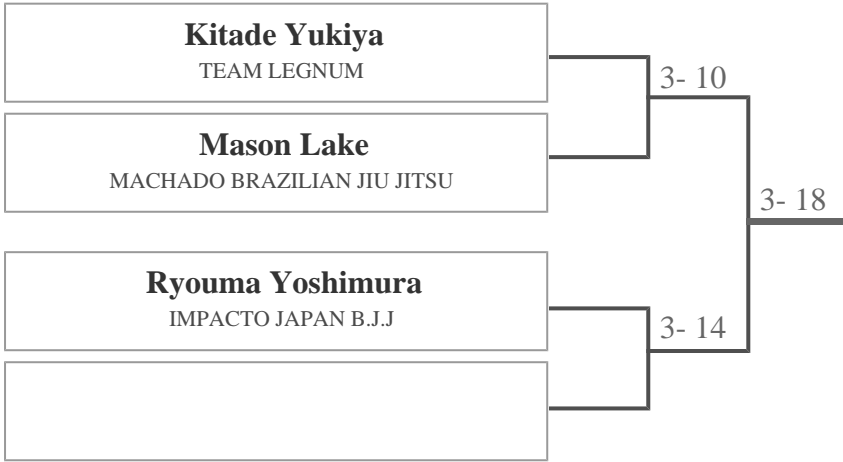 Kitade Yukiya
TEAM LEGNUM
3- 10
Mason Lake
MACHADO BRAZILIAN JIU JITSU
3- 18
Ryouma Yoshimura
IMPACTO JAPAN B.J.J
3- 14